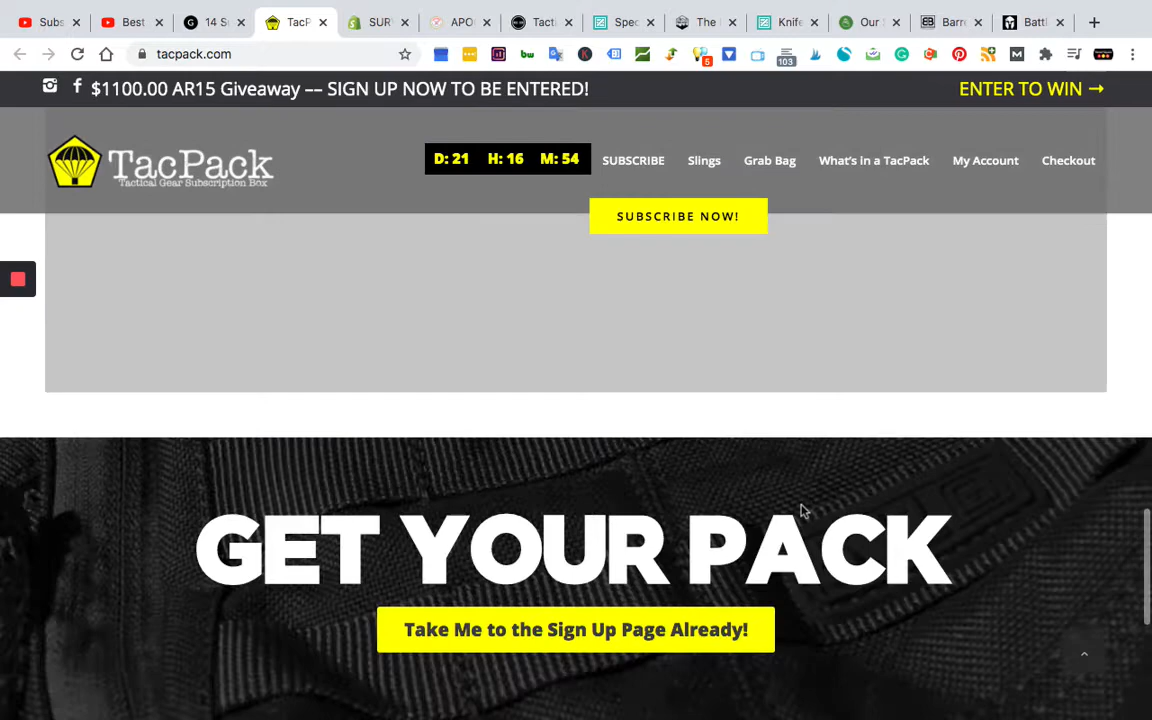 Subs
Best
14 S
TacP
SUR
APO
Tacti
Spec
The
Knife
Our
Barre
Battl
tacpack.com
5
103
$1100.00 AR15 Giveaway –– SIGN UP NOW TO BE ENTERED!
ENTER TO WIN →
TacPack
Tactical Gear Subscription Box
D: 21 H: 16 M: 54
SUBSCRIBE
Slings
Grab Bag
What's in a TacPack
My Account
Checkout
SUBSCRIBE NOW!
GET YOUR PACK
Take Me to the Sign Up Page Already!